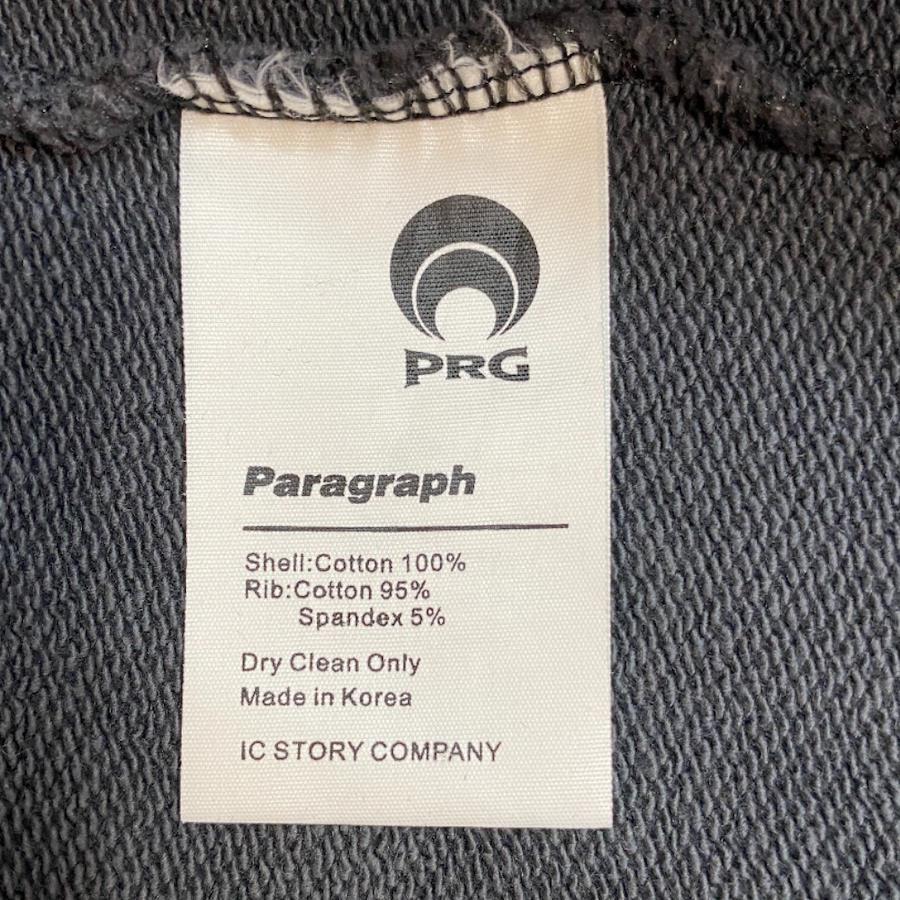 PRG
Paragraph
Shell:Cotton 100%
Rib:Cotton 95%
Spandex 5%
Dry Clean Only
Made in Korea
IC STORY COMPANY